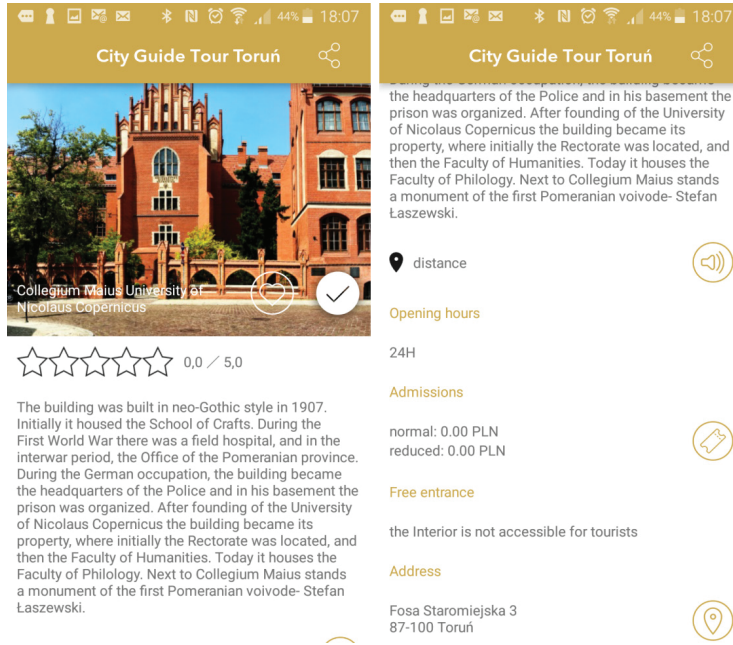 44% 18:07
City Guide Tour Toruń
Collegium Maius University of
Nicolaus Copernicus
0,0 / 5,0
The building was built in neo-Gothic style in 1907.
Initially it housed the School of Crafts. During the
First World War there was a field hospital, and in the
interwar period, the Office of the Pomeranian province.
During the German occupation, the building became
the headquarters of the Police and in his basement the
prison was organized. After founding of the University
of Nicolaus Copernicus the building became its
property, where initially the Rectorate was located, and
then the Faculty of Humanities. Today it houses the
Faculty of Philology. Next to Collegium Maius stands
a monument of the first Pomeranian voivode- Stefan
Łaszewski.
44% 18:07
City Guide Tour Toruń
During the German occupation, the building became
the headquarters of the Police and in his basement the
prison was organized. After founding of the University
of Nicolaus Copernicus the building became its
property, where initially the Rectorate was located, and
then the Faculty of Humanities. Today it houses the
Faculty of Philology. Next to Collegium Maius stands
a monument of the first Pomeranian voivode- Stefan
Łaszewski.
distance
Opening hours
24H
Admissions
normal: 0.00 PLN
reduced: 0.00 PLN
Free entrance
the Interior is not accessible for tourists
Address
Fosa Staromiejska 3
87-100 Toruń